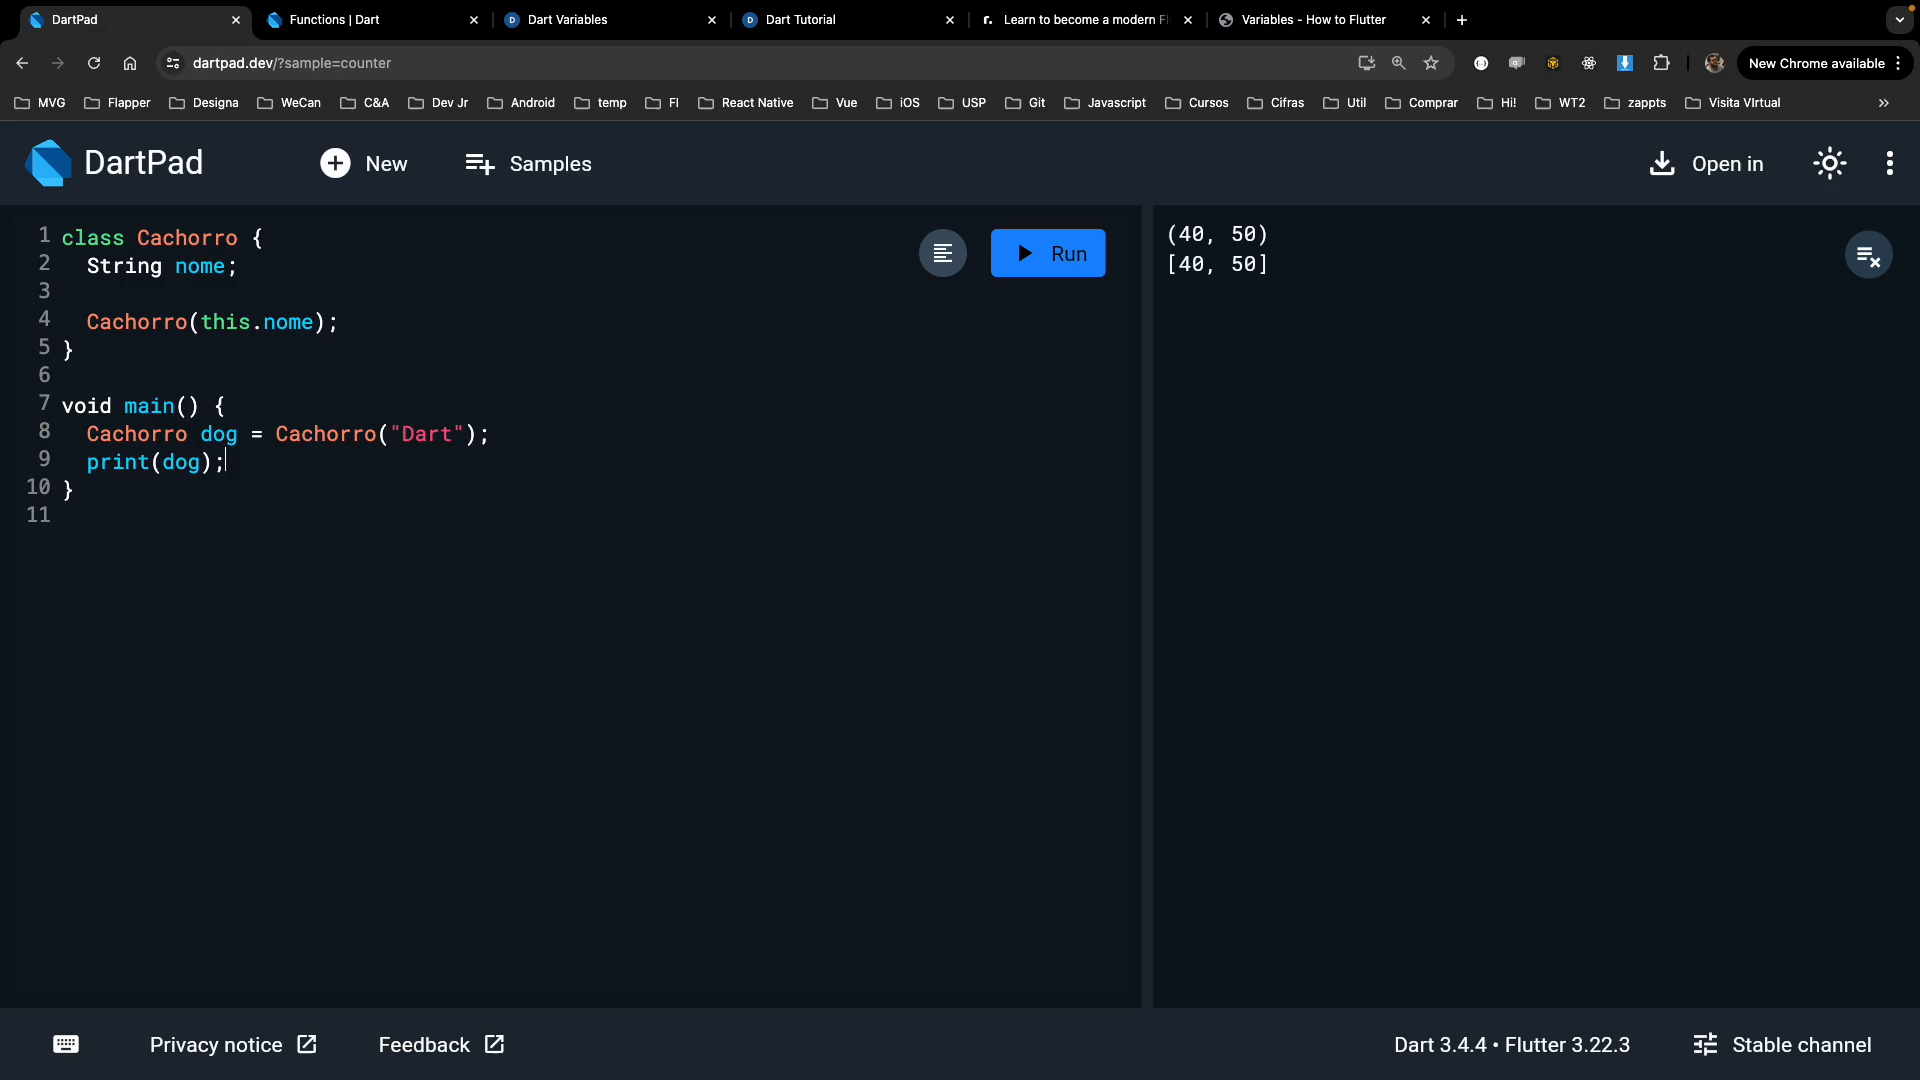 DartPad
Functions | Dart
Dart Variables
Dart Tutorial
Learn to become a modern Fl
Variables - How to Flutter
dartpad.dev/?sample=counter
New Chrome available
MVG
Flapper
Designa
WeCan
C&A
Dev Jr
Android
temp
FI
React Native
Vue
iOS
USP
Git
Javascript
Cursos
Cifras
Util
Comprar
Hi!
WT2
zappts
Visita VIrtual
DartPad
New
Samples
Open in
1 class Cachorro {
2 String nome;
3
4 Cachorro(this.nome);
5 }
6
7 void main() {
8 Cachorro dog = Cachorro("Dart");
9 print(dog);
10 }
11
Run
(40, 50)
[40, 50]
Privacy notice
Feedback
Dart 3.4.4 • Flutter 3.22.3
Stable channel